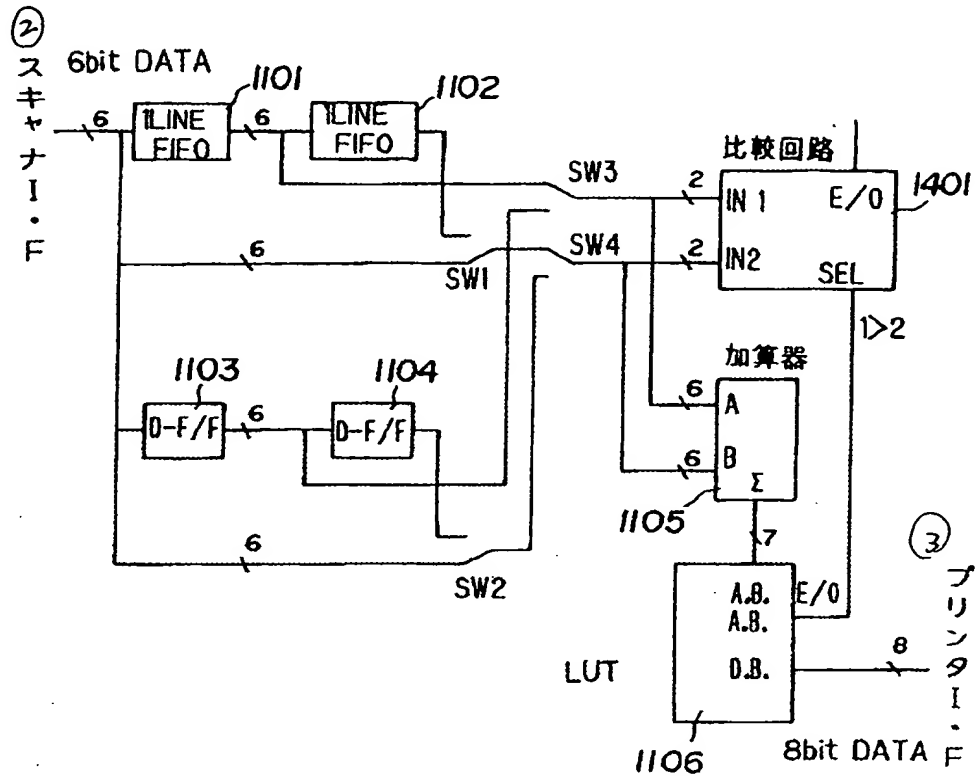 ②
スキャナI・F
6bit DATA
6
1101
1LINE
FIFO
6
1102
1LINE
FIFO
SW3
2
比較回路
IN 1
E/O
1401
6
SW1
SW4
2
IN2
SEL
1>2
1103
D-F/F
6
1104
D-F/F
加算器
6
A
6
B
Σ
1105
7
6
SW2
③
プリンタI・F
A.B.
E/O
A.B.
LUT
D.B.
8
1106
8bit DATA